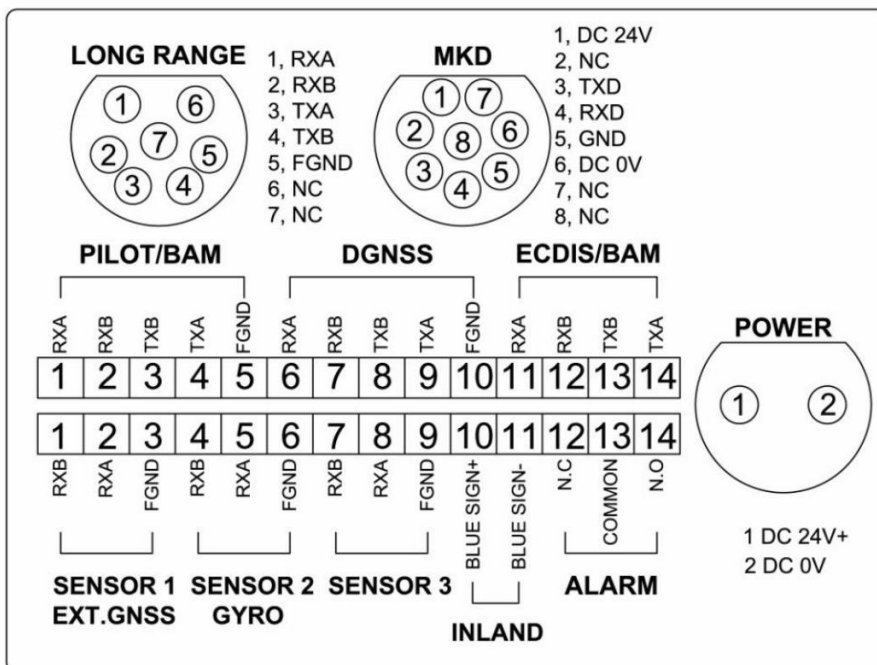 LONG RANGE
1 6 7 2 5 3 4
1, RXA
2, RXB
3, TXA
4, TXB
5, FGND
6, NC
7, NC
MKD
1 7 2 8 6 3 5 4
1, DC 24V
2, NC
3, TXD
4, RXD
5, GND
6, DC 0V
7, NC
8, NC
PILOT/BAM DGNSS ECDIS/BAM
RXA RXB TXB TXA FGND RXA RXB TXB TXA FGND RXA RXB TXB TXA
1 2 3 4 5 6 7 8 9 10 11 12 13 14
1 2 3 4 5 6 7 8 9 10 11 12 13 14
RXB RXA FGND RXB RXA FGND RXB RXA FGND BLUE SIGN+ BLUE SIGN- N.C COMMON N.O
SENSOR 1
EXT.GNSS
SENSOR 2
GYRO
SENSOR 3
INLAND
ALARM
POWER
1 2
1 DC 24V+
2 DC 0V